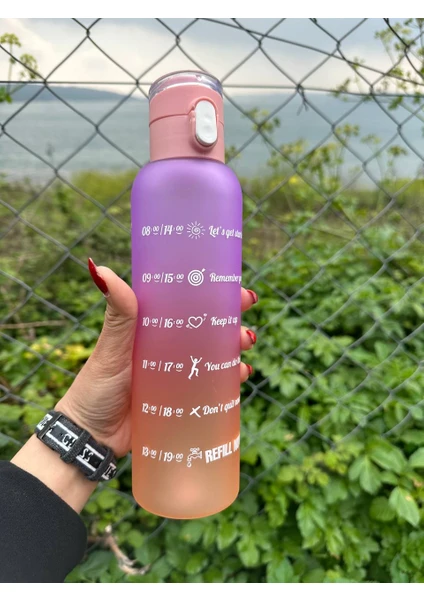 08:00/14:00 Let's get
09:00/15:00 Remember
10:00/16:00 Keep it up
11:00/17:00 You can do
12:00/18:00 Don't quit
13:00/19:00 REFILL